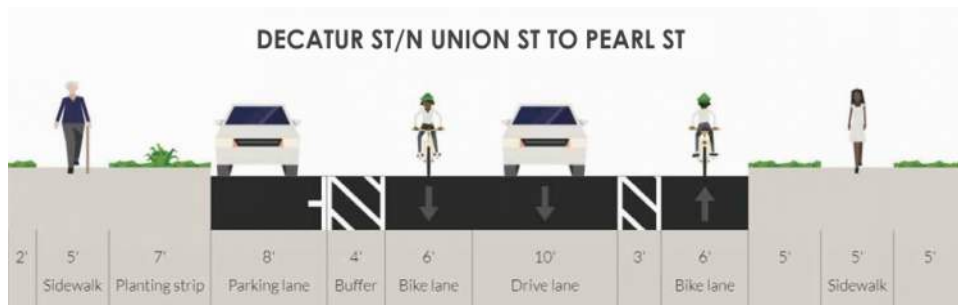 DECATUR ST/N UNION ST TO PEARL ST
2' 5' 7' 8' 4' 6' 10' 3' 6' 5' 5' 5'
Sidewalk Planting strip Parking lane Buffer Bike lane Drive lane Bike lane Sidewalk